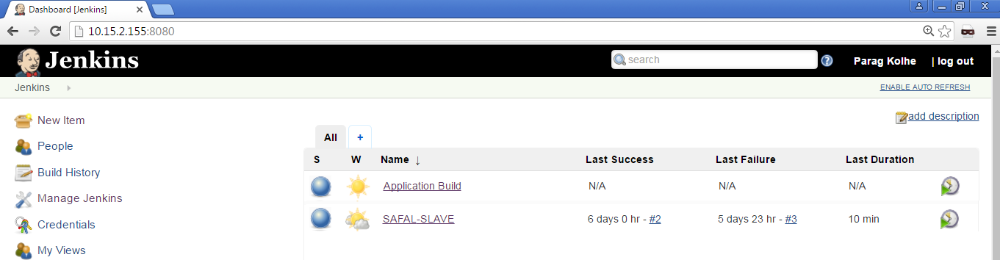 Dashboard [Jenkins]
10.15.2.155:8080
Jenkins
search
Parag Kolhe
| log out
Jenkins
ENABLE AUTO REFRESH
New Item
People
Build History
Manage Jenkins
Credentials
My Views
add description
All
+
S W Name ↓ Last Success Last Failure Last Duration
Application Build N/A N/A N/A
SAFAL-SLAVE 6 days 0 hr - #2 5 days 23 hr - #3 10 min